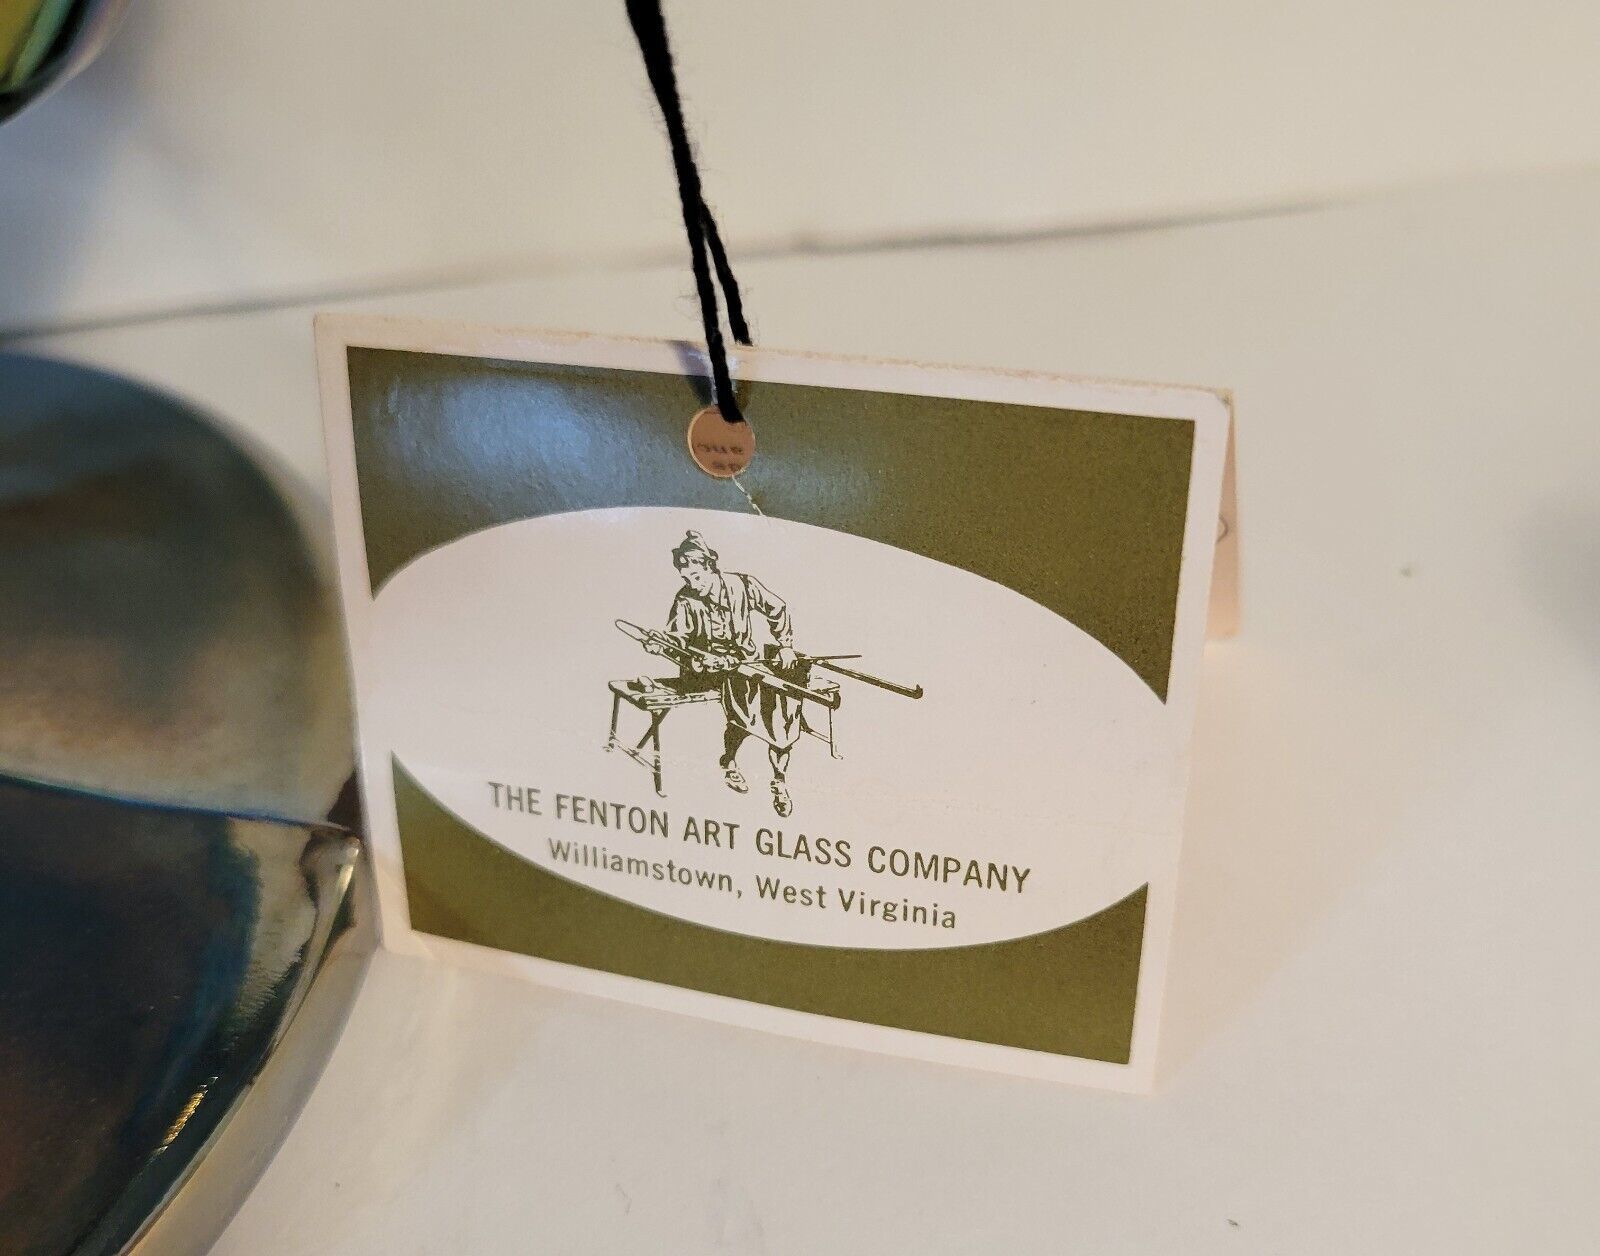 THE FENTON ART GLASS COMPANY
Williamstown, West Virginia